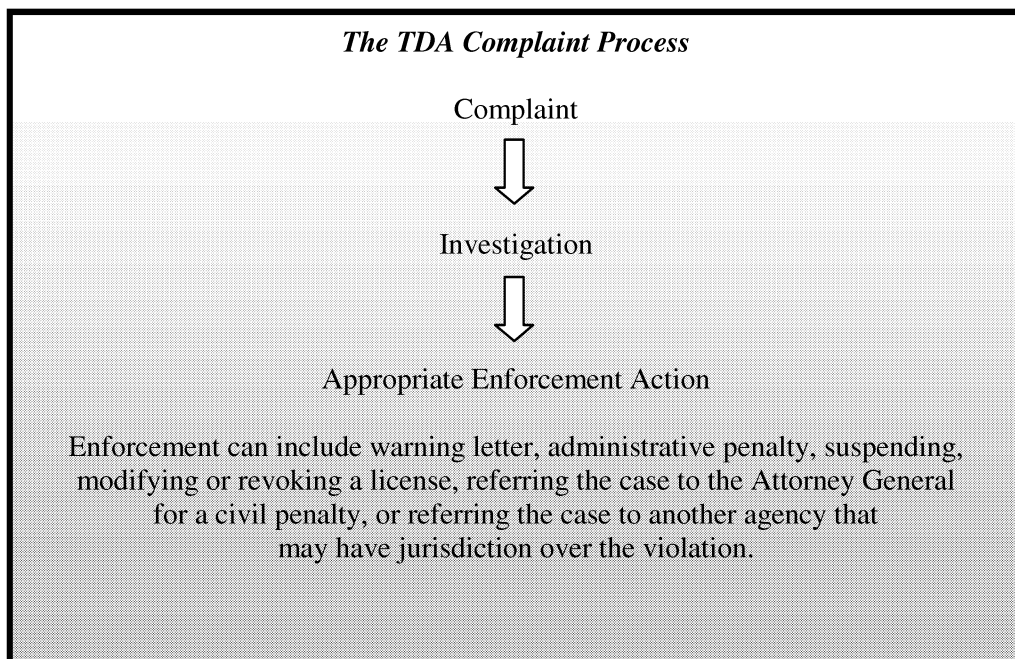 The TDA Complaint Process
Complaint
Investigation
Appropriate Enforcement Action
Enforcement can include warning letter, administrative penalty, suspending,
modifying or revoking a license, referring the case to the Attorney General
for a civil penalty, or referring the case to another agency that
may have jurisdiction over the violation.